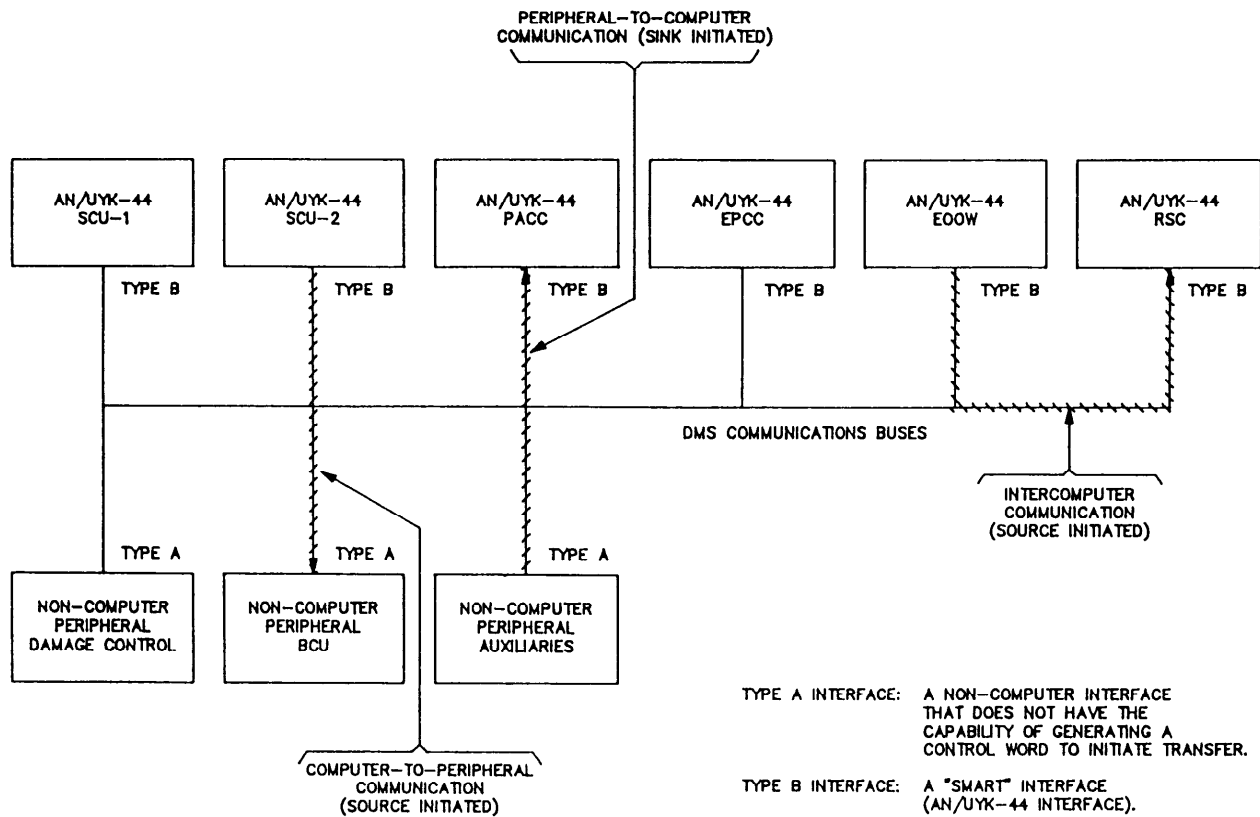 PERIPHERAL-TO-COMPUTER
COMMUNICATION (SINK INITIATED)
AN/UYK-44
SCU-1
AN/UYK-44
SCU-2
AN/UYK-44
PACC
AN/UYK-44
EPCC
AN/UYK-44
EOOW
AN/UYK-44
RSC
TYPE B
TYPE B
TYPE B
TYPE B
TYPE B
TYPE B
DMS COMMUNICATIONS BUSES
INTERCOMPUTER
COMMUNICATION
(SOURCE INITIATED)
TYPE A
TYPE A
TYPE A
NON-COMPUTER
PERIPHERAL
DAMAGE CONTROL
NON-COMPUTER
PERIPHERAL
BCU
NON-COMPUTER
PERIPHERAL
AUXILIARIES
COMPUTER-TO-PERIPHERAL
COMMUNICATION
(SOURCE INITIATED)
TYPE A INTERFACE: A NON-COMPUTER INTERFACE
THAT DOES NOT HAVE THE
CAPABILITY OF GENERATING A
CONTROL WORD TO INITIATE TRANSFER.
TYPE B INTERFACE: A "SMART" INTERFACE
(AN/UYK-44 INTERFACE).